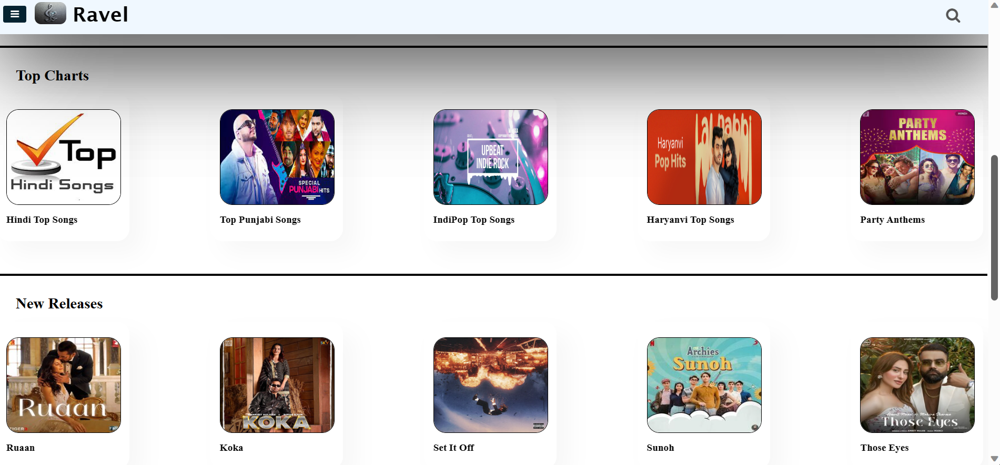 Ravel
Top Charts
Top
Hindi Songs
SPECIAL
PUNJABI HITS
UPBEAT
INDIE ROCK
Haryanvi
Pop Hits
HINDI
PARTY
ANTHEMS
Hindi Top Songs
Top Punjabi Songs
IndiPop Top Songs
Haryanvi Top Songs
Party Anthems
New Releases
Ruaan
KOKA
Archies
Sunoh
Those Eyes
Ruaan
Koka
Set It Off
Sunoh
Those Eyes